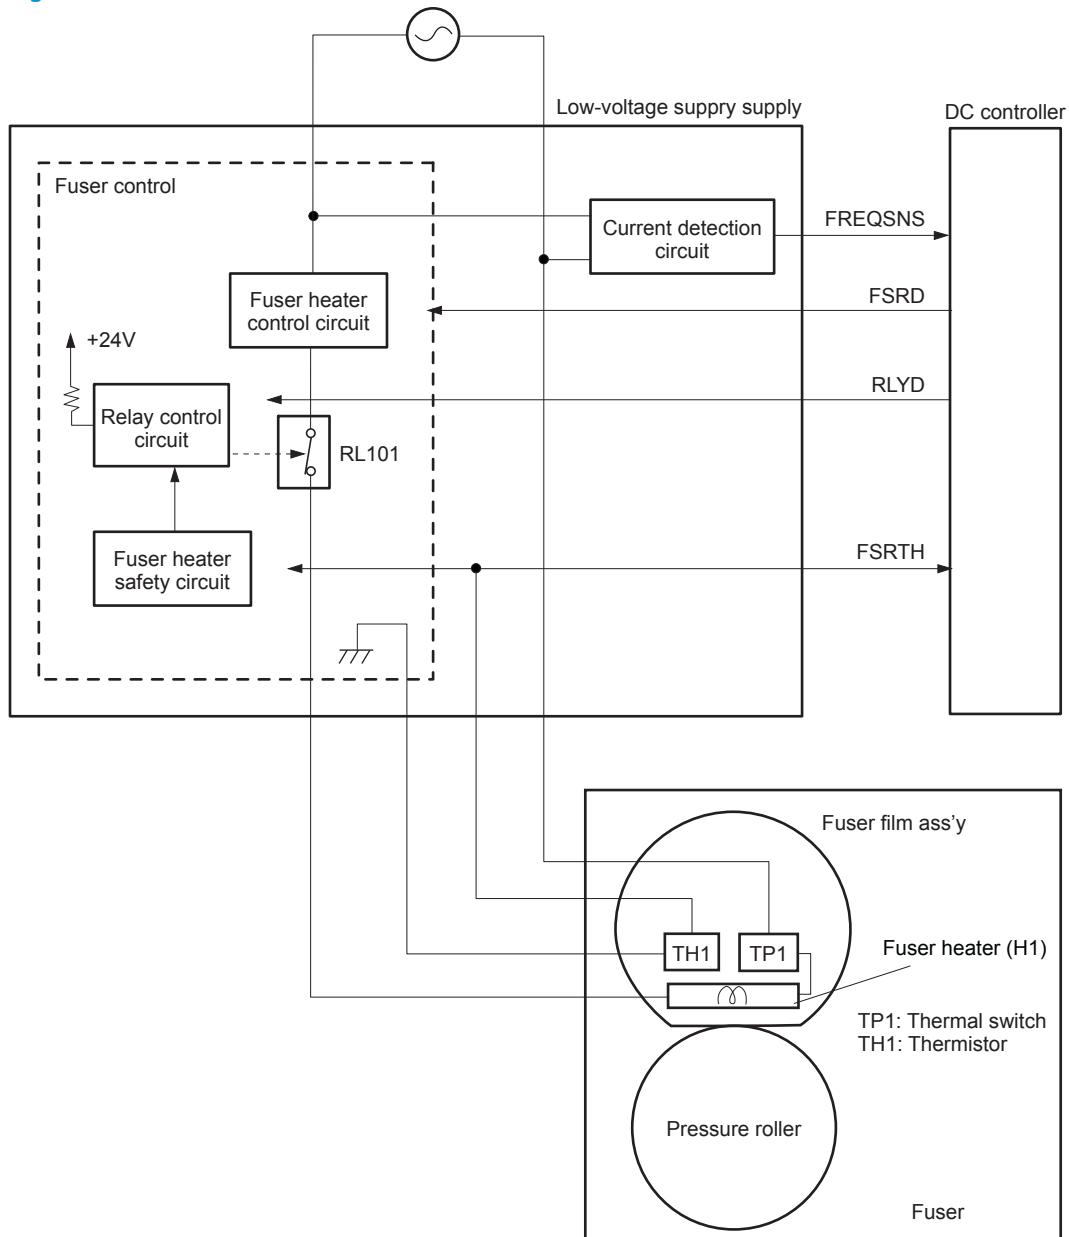 Low-voltage suppry supply
DC controller
Fuser control
Current detection
circuit
FREQSNS
Fuser heater
control circuit
FSRD
+24V
RLYD
Relay control
circuit
RL101
Fuser heater
safety circuit
FSRTH
Fuser film ass'y
TH1
TP1
Fuser heater (H1)
TP1: Thermal switch
TH1: Thermistor
Pressure roller
Fuser